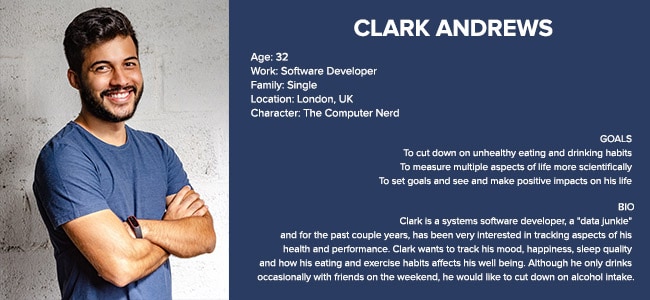 CLARK ANDREWS
Age: 32
Work: Software Developer
Family: Single
Location: London, UK
Character: The Computer Nerd
GOALS
To cut down on unhealthy eating and drinking habits
To measure multiple aspects of life more scientifically
To set goals and see and make positive impacts on his life
BIO
Clark is a systems software developer, a "data junkie"
and for the past couple years, has been very interested in tracking aspects of his
health and performance. Clark wants to track his mood, happiness, sleep quality
and how his eating and exercise habits affects his well being. Although he only drinks
occasionally with friends on the weekend, he would like to cut down on alcohol intake.